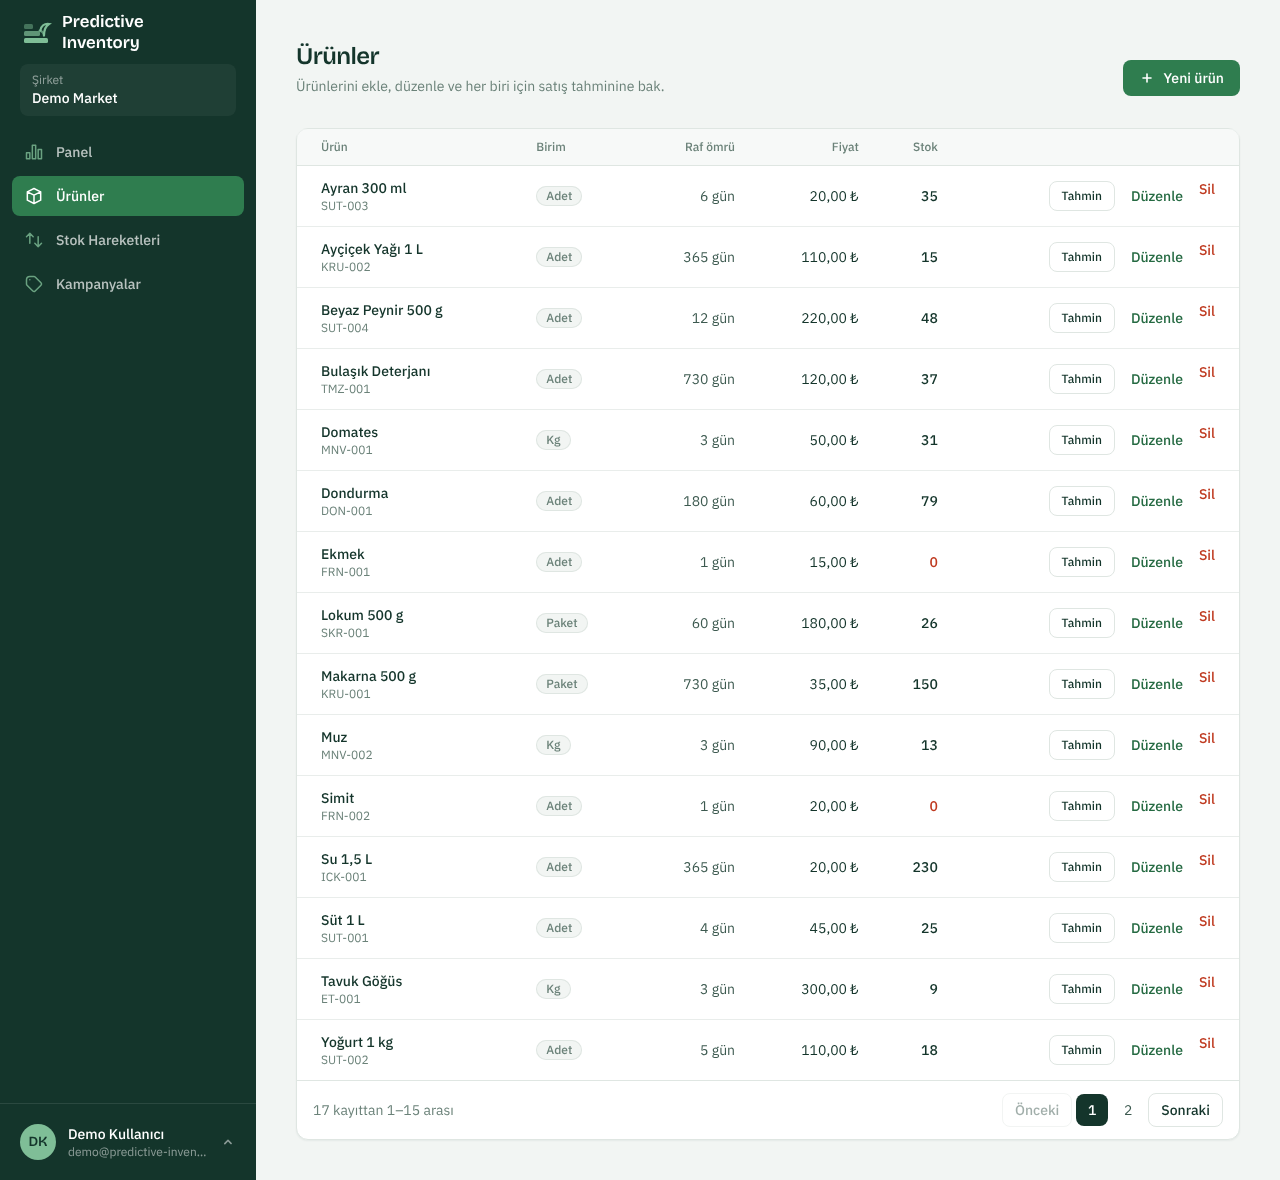 Predictive
Inventory
Şirket
Demo Market
Panel
Ürünler
Stok Hareketleri
Kampanyalar
DK
Demo Kullanıcı
demo@predictive-inven...
Ürünler
Ürünlerini ekle, düzenle ve her biri için satış tahminine bak.
+ Yeni ürün
Ürün Birim Raf ömrü Fiyat Stok
Ayran 300 ml Adet 6 gün 20,00 ₺ 35 Tahmin Düzenle Sil
SUT-003
Ayçiçek Yağı 1 L Adet 365 gün 110,00 ₺ 15 Tahmin Düzenle Sil
KRU-002
Beyaz Peynir 500 g Adet 12 gün 220,00 ₺ 48 Tahmin Düzenle Sil
SUT-004
Bulaşık Deterjanı Adet 730 gün 120,00 ₺ 37 Tahmin Düzenle Sil
TMZ-001
Domates Kg 3 gün 50,00 ₺ 31 Tahmin Düzenle Sil
MNV-001
Dondurma Adet 180 gün 60,00 ₺ 79 Tahmin Düzenle Sil
DON-001
Ekmek Adet 1 gün 15,00 ₺ 0 Tahmin Düzenle Sil
FRN-001
Lokum 500 g Paket 60 gün 180,00 ₺ 26 Tahmin Düzenle Sil
SKR-001
Makarna 500 g Paket 730 gün 35,00 ₺ 150 Tahmin Düzenle Sil
KRU-001
Muz Kg 3 gün 90,00 ₺ 13 Tahmin Düzenle Sil
MNV-002
Simit Adet 1 gün 20,00 ₺ 0 Tahmin Düzenle Sil
FRN-002
Su 1,5 L Adet 365 gün 20,00 ₺ 230 Tahmin Düzenle Sil
ICK-001
Süt 1 L Adet 4 gün 45,00 ₺ 25 Tahmin Düzenle Sil
SUT-001
Tavuk Göğüs Kg 3 gün 300,00 ₺ 9 Tahmin Düzenle Sil
ET-001
Yoğurt 1 kg Adet 5 gün 110,00 ₺ 18 Tahmin Düzenle Sil
SUT-002
17 kayıttan 1–15 arası Önceki 1 2 Sonraki